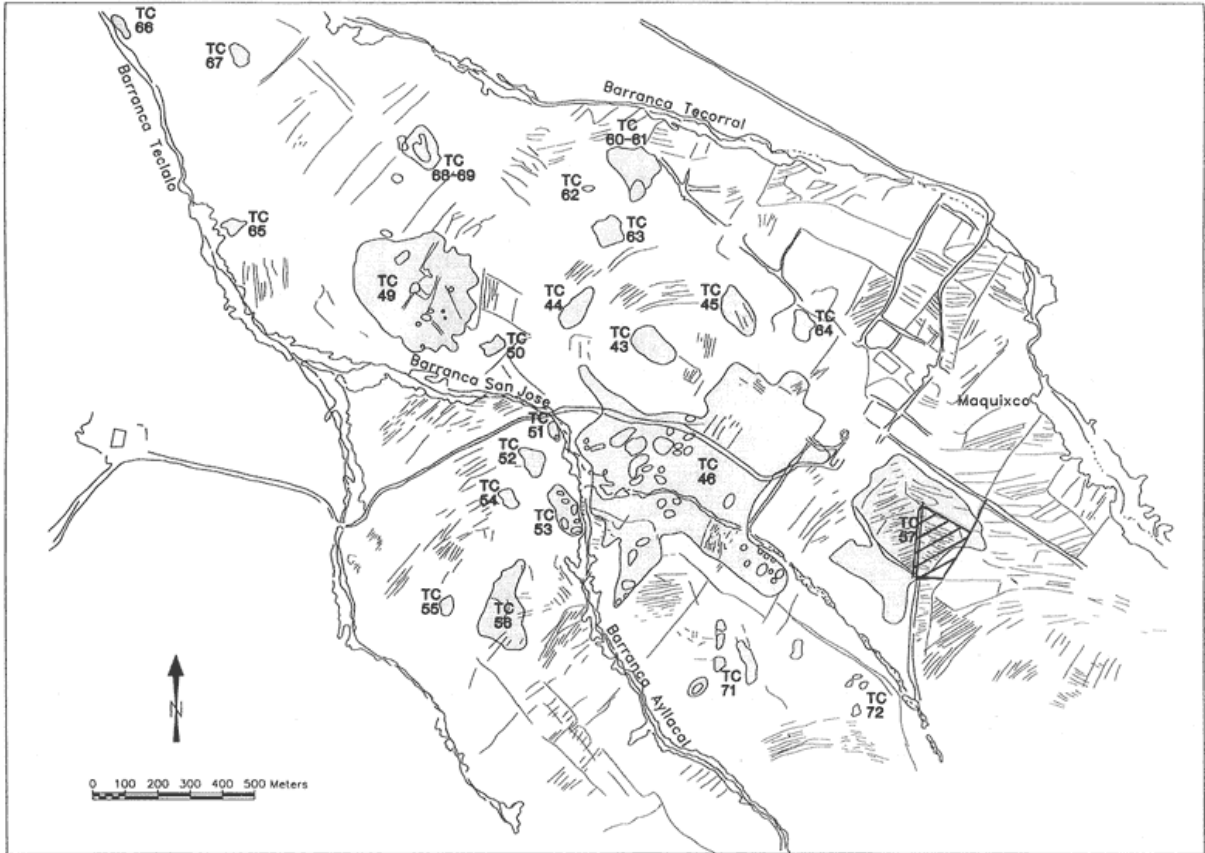 TC
66
TC
67
Barranca Teclalo
Barranca Tecorral
TC
60-61
TC
68-69
TC
62
TC
65
TC
63
TC
49
TC
44
TC
45
TC
64
TC
43
TC
50
Barranca San Jose
Maquixco
TC
51
TC
52
TC
46
TC
54
TC
53
TC
57
TC
55
TC
58
Barranca Ayllacal
TC
71
TC
72
N
0 100 200 300 400 500 Meters